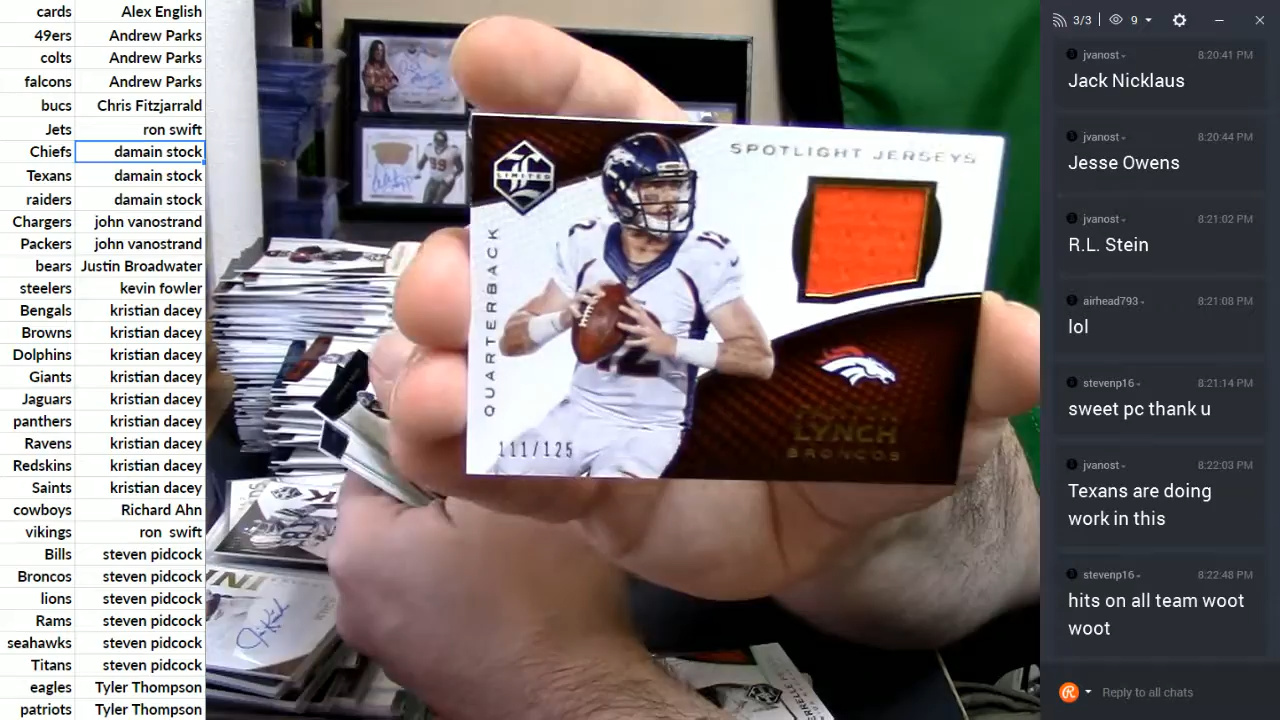 cards Alex English
49ers Andrew Parks
colts Andrew Parks
falcons Andrew Parks
bucs Chris Fitzjarrald
Jets ron swift
Chiefs damain stock
Texans damain stock
raiders damain stock
Chargers john vanostrand
Packers john vanostrand
bears Justin Broadwater
steelers kevin fowler
Bengals kristian dacey
Browns kristian dacey
Dolphins kristian dacey
Giants kristian dacey
Jaguars kristian dacey
panthers kristian dacey
Ravens kristian dacey
Redskins kristian dacey
Saints kristian dacey
cowboys Richard Ahn
vikings ron swift
Bills steven pidcock
Broncos steven pidcock
lions steven pidcock
Rams steven pidcock
seahawks steven pidcock
Titans steven pidcock
eagles Tyler Thompson
patriots Tyler Thompson
LIMITED
SPOTLIGHT JERSEYS
QUARTERBACK
12
12
111/125
PAXTON
LYNCH
BRONCOS
3/3 9
jvanost 8:20:41 PM
Jack Nicklaus
jvanost 8:20:44 PM
Jesse Owens
jvanost 8:21:02 PM
R.L. Stein
airhead793 8:21:08 PM
lol
stevenp16 8:21:14 PM
sweet pc thank u
jvanost 8:22:03 PM
Texans are doing
work in this
stevenp16 8:22:48 PM
hits on all team woot
woot
Reply to all chats